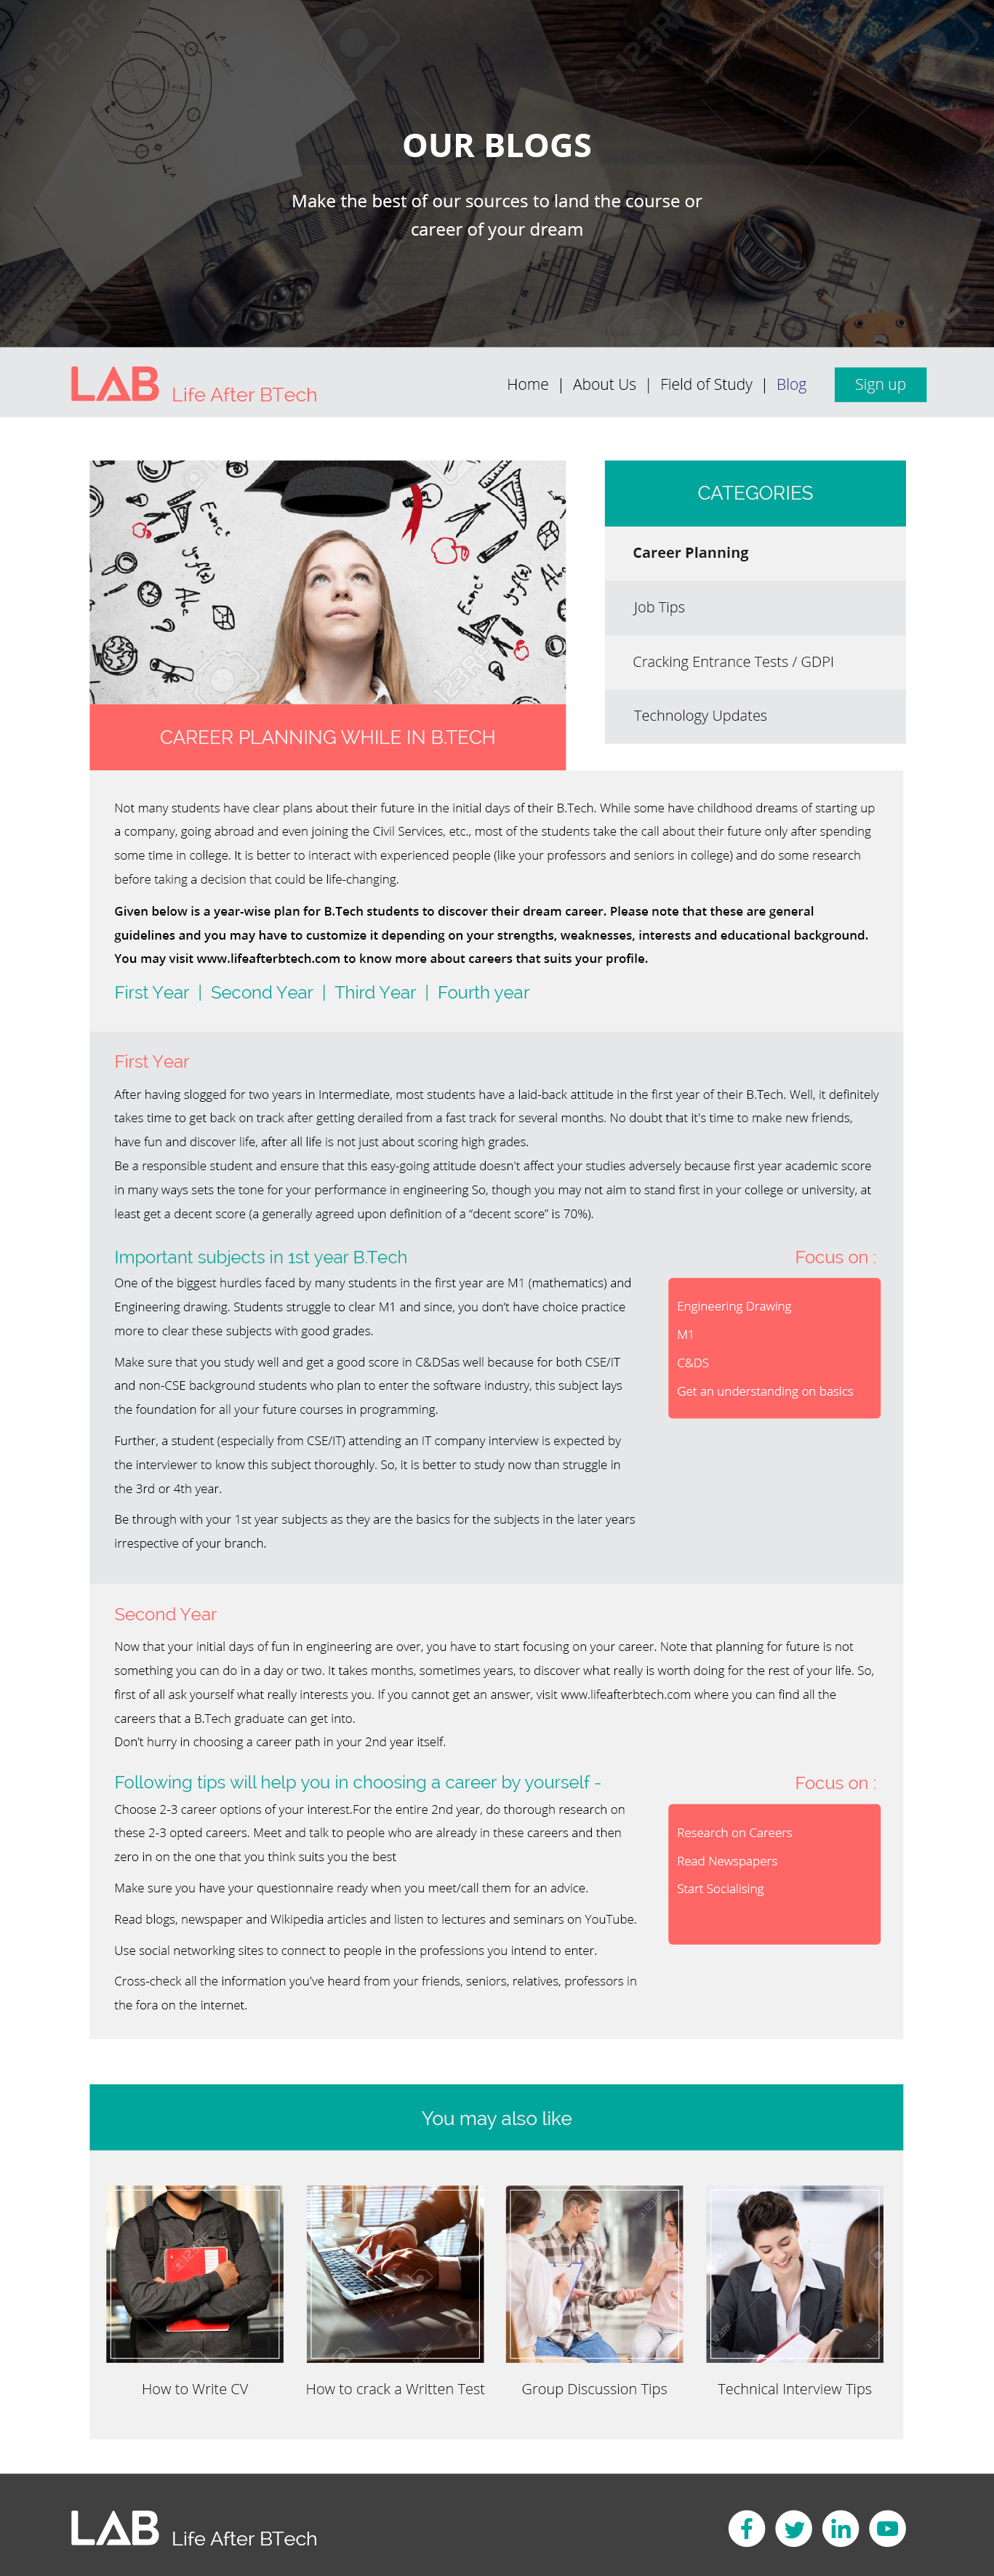 OUR BLOGS
Make the best of our sources to land the course or
career of your dream
LAB Life After BTech
Home | About Us | Field of Study | Blog
Sign up
CAREER PLANNING WHILE IN B.TECH
CATEGORIES
Career Planning
Job Tips
Cracking Entrance Tests / GDPI
Technology Updates
Not many students have clear plans about their future in the initial days of their B.Tech. While some have childhood dreams of starting up
a company, going abroad and even joining the Civil Services, etc., most of the students take the call about their future only after spending
some time in college. It is better to interact with experienced people (like your professors and seniors in college) and do some research
before taking a decision that could be life-changing.
Given below is a year-wise plan for B.Tech students to discover their dream career. Please note that these are general
guidelines and you may have to customize it depending on your strengths, weaknesses, interests and educational background.
You may visit www.lifeafterbtech.com to know more about careers that suits your profile.
First Year | Second Year | Third Year | Fourth year
First Year
After having slogged for two years in Intermediate, most students have a laid-back attitude in the first year of their B.Tech. Well, it definitely
takes time to get back on track after getting derailed from a fast track for several months. No doubt that it's time to make new friends,
have fun and discover life, after all life is not just about scoring high grades.
Be a responsible student and ensure that this easy-going attitude doesn't affect your studies adversely because first year academic score
in many ways sets the tone for your performance in engineering So, though you may not aim to stand first in your college or university, at
least get a decent score (a generally agreed upon definition of a “decent score” is 70%).
Important subjects in 1st year B.Tech
One of the biggest hurdles faced by many students in the first year are M1 (mathematics) and
Engineering drawing. Students struggle to clear M1 and since, you don’t have choice practice
more to clear these subjects with good grades.
Make sure that you study well and get a good score in C&DSas well because for both CSE/IT
and non-CSE background students who plan to enter the software industry, this subject lays
the foundation for all your future courses in programming.
Further, a student (especially from CSE/IT) attending an IT company interview is expected by
the interviewer to know this subject thoroughly. So, it is better to study now than struggle in
the 3rd or 4th year.
Be through with your 1st year subjects as they are the basics for the subjects in the later years
irrespective of your branch.
Focus on :
Engineering Drawing
M1
C&DS
Get an understanding on basics
Second Year
Now that your initial days of fun in engineering are over, you have to start focusing on your career. Note that planning for future is not
something you can do in a day or two. It takes months, sometimes years, to discover what really is worth doing for the rest of your life. So,
first of all ask yourself what really interests you. If you cannot get an answer, visit www.lifeafterbtech.com where you can find all the
careers that a B.Tech graduate can get into.
Don’t hurry in choosing a career path in your 2nd year itself.
Following tips will help you in choosing a career by yourself -
Choose 2-3 career options of your interest.For the entire 2nd year, do thorough research on
these 2-3 opted careers. Meet and talk to people who are already in these careers and then
zero in on the one that you think suits you the best
Make sure you have your questionnaire ready when you meet/call them for an advice.
Read blogs, newspaper and Wikipedia articles and listen to lectures and seminars on YouTube.
Use social networking sites to connect to people in the professions you intend to enter.
Cross-check all the information you've heard from your friends, seniors, relatives, professors in
the fora on the internet.
Focus on :
Research on Careers
Read Newspapers
Start Socialising
You may also like
How to Write CV
How to crack a Written Test
Group Discussion Tips
Technical Interview Tips
LAB Life After BTech